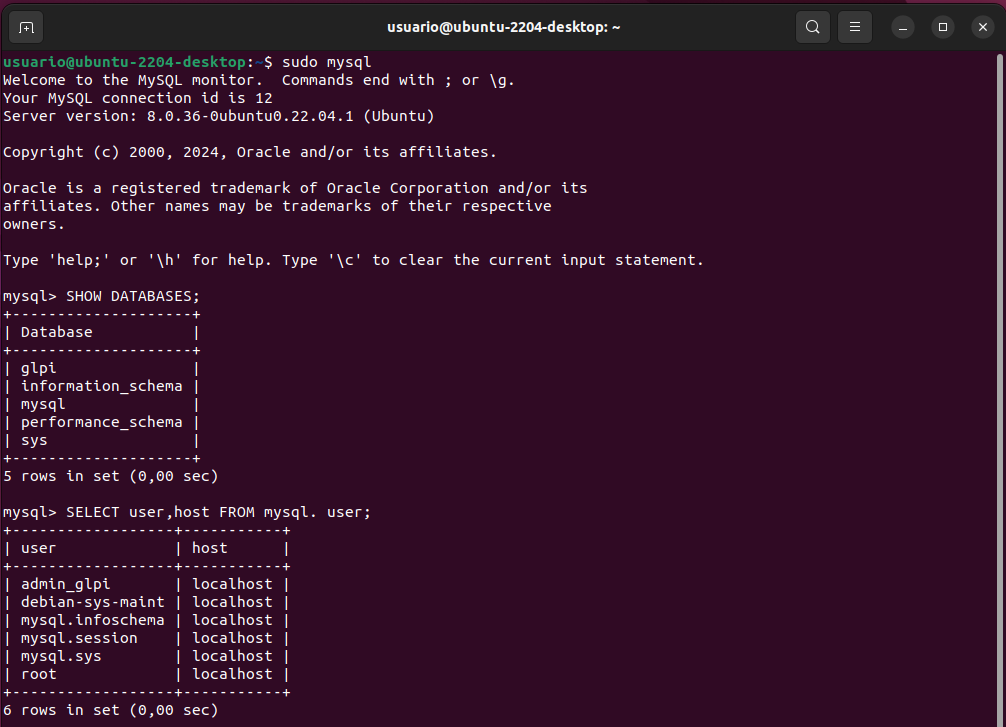 usuario@ubuntu-2204-desktop: ~
usuario@ubuntu-2204-desktop:~$ sudo mysql
Welcome to the MySQL monitor.  Commands end with ; or \g.
Your MySQL connection id is 12
Server version: 8.0.36-0ubuntu0.22.04.1 (Ubuntu)
Copyright (c) 2000, 2024, Oracle and/or its affiliates.
Oracle is a registered trademark of Oracle Corporation and/or its
affiliates. Other names may be trademarks of their respective
owners.
Type 'help;' or '\h' for help. Type '\c' to clear the current input statement.
mysql> SHOW DATABASES;
+--------------------+
| Database           |
+--------------------+
| glpi               |
| information_schema |
| mysql              |
| performance_schema |
| sys                |
+--------------------+
5 rows in set (0,00 sec)
mysql> SELECT user,host FROM mysql. user;
+------------------+-----------+
| user             | host      |
+------------------+-----------+
| admin_glpi       | localhost |
| debian-sys-maint | localhost |
| mysql.infoschema | localhost |
| mysql.session    | localhost |
| mysql.sys        | localhost |
| root             | localhost |
+------------------+-----------+
6 rows in set (0,00 sec)